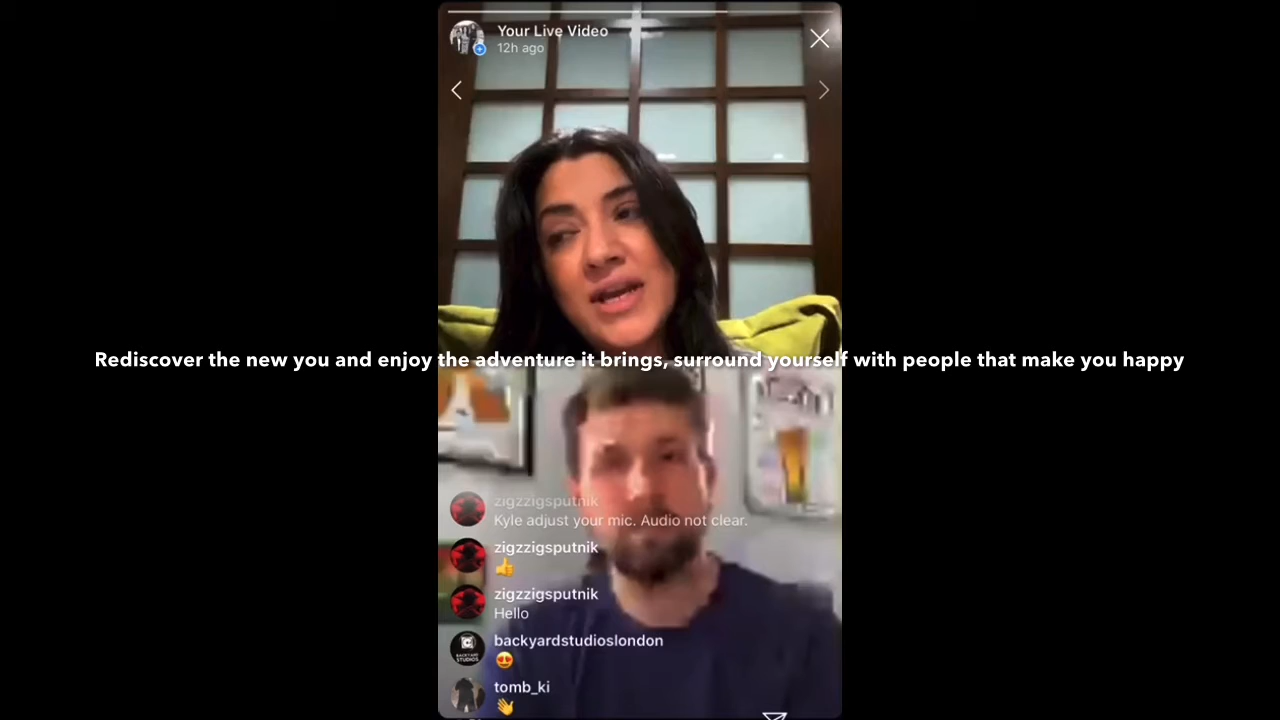 Your Live Video
12h ago
Rediscover the new you and enjoy the adventure it brings, surround yourself with people that make you happy
zigzzigsputnik
Kyle adjust your mic. Audio not clear.
zigzzigsputnik
👍
zigzzigsputnik
Hello
backyardstudioslondon
😍
tomb_ki
👋